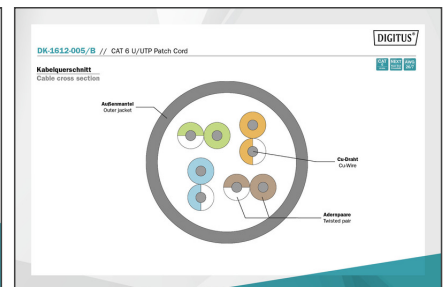 DIGITUS®
DK-1612-005/B // CAT 6 U/UTP Patch Cord
Kabelquerschnitt
Cable cross section
Außenmantel
Outer jacket
Cu-Draht
Cu-Wire
Aderspaare
Twisted pair